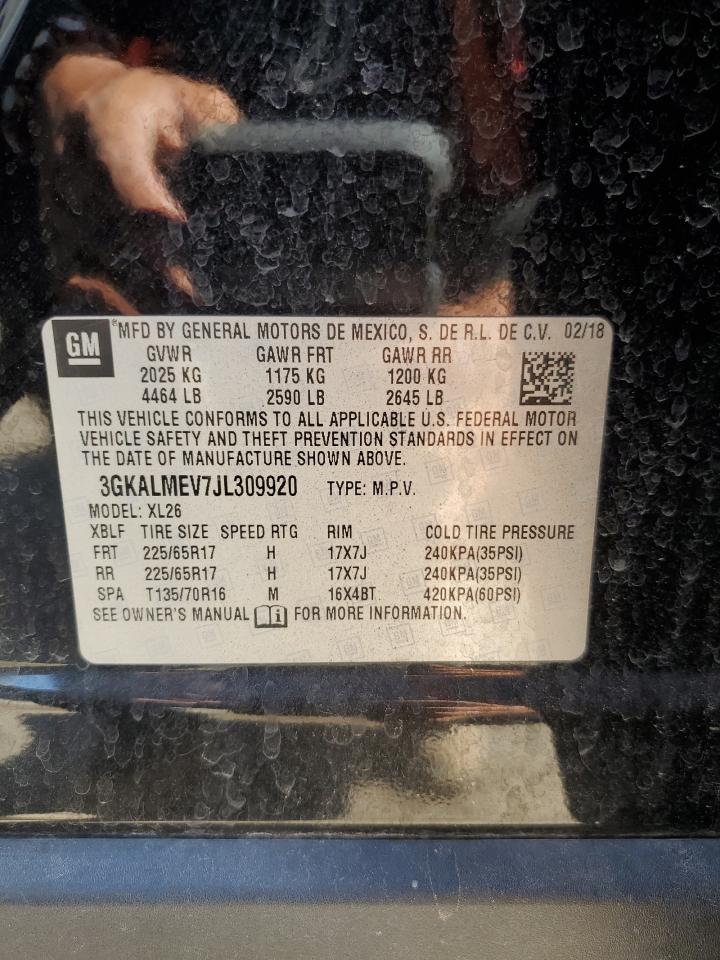 GM ®MFD BY GENERAL MOTORS DE MEXICO, S. DE R.L. DE C.V. 02/18
GVWR GAWR FRT GAWR RR
2025 KG 1175 KG 1200 KG
4464 LB 2590 LB 2645 LB
THIS VEHICLE CONFORMS TO ALL APPLICABLE U.S. FEDERAL MOTOR
VEHICLE SAFETY AND THEFT PREVENTION STANDARDS IN EFFECT ON
THE DATE OF MANUFACTURE SHOWN ABOVE.
3GKALMEV7JL309920 TYPE: M.P.V.
MODEL: XL26
XBLF TIRE SIZE SPEED RTG RIM COLD TIRE PRESSURE
FRT 225/65R17 H 17X7J 240KPA(35PSI)
RR 225/65R17 H 17X7J 240KPA(35PSI)
SPA T135/70R16 M 16X4BT 420KPA(60PSI)
SEE OWNER'S MANUAL FOR MORE INFORMATION.